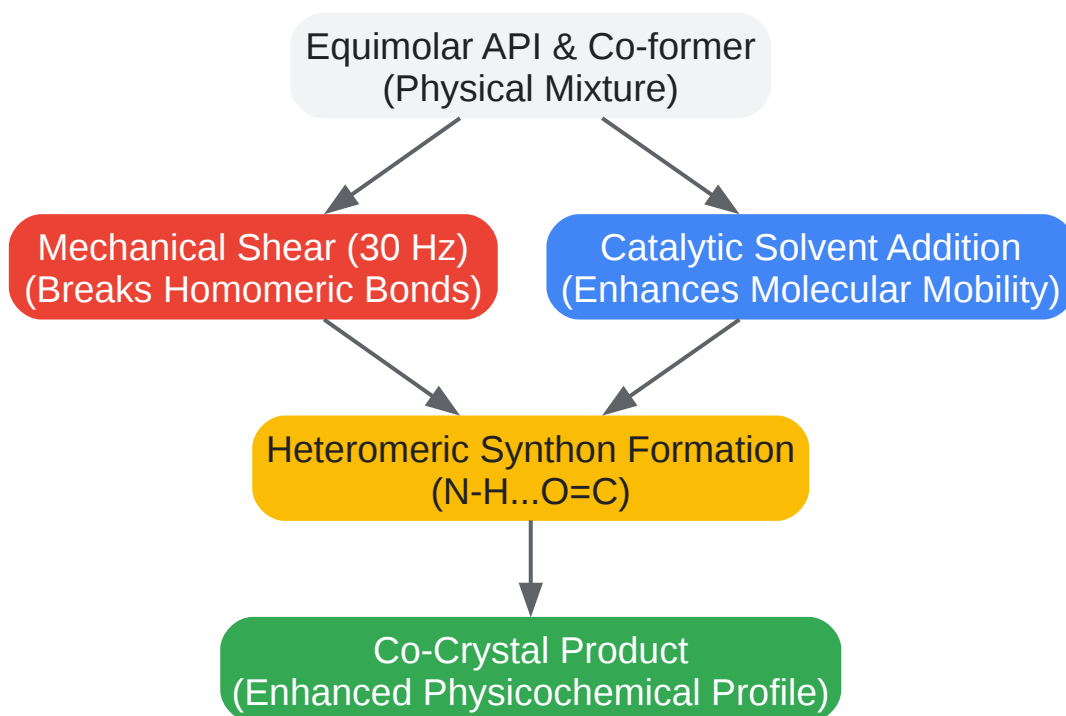 Equimolar API & Co-former
(Physical Mixture)
Mechanical Shear (30 Hz)
(Breaks Homomeric Bonds)
Catalytic Solvent Addition
(Enhances Molecular Mobility)
Heteromeric Synthon Formation
(N-H...O=C)
Co-Crystal Product
(Enhanced Physicochemical Profile)